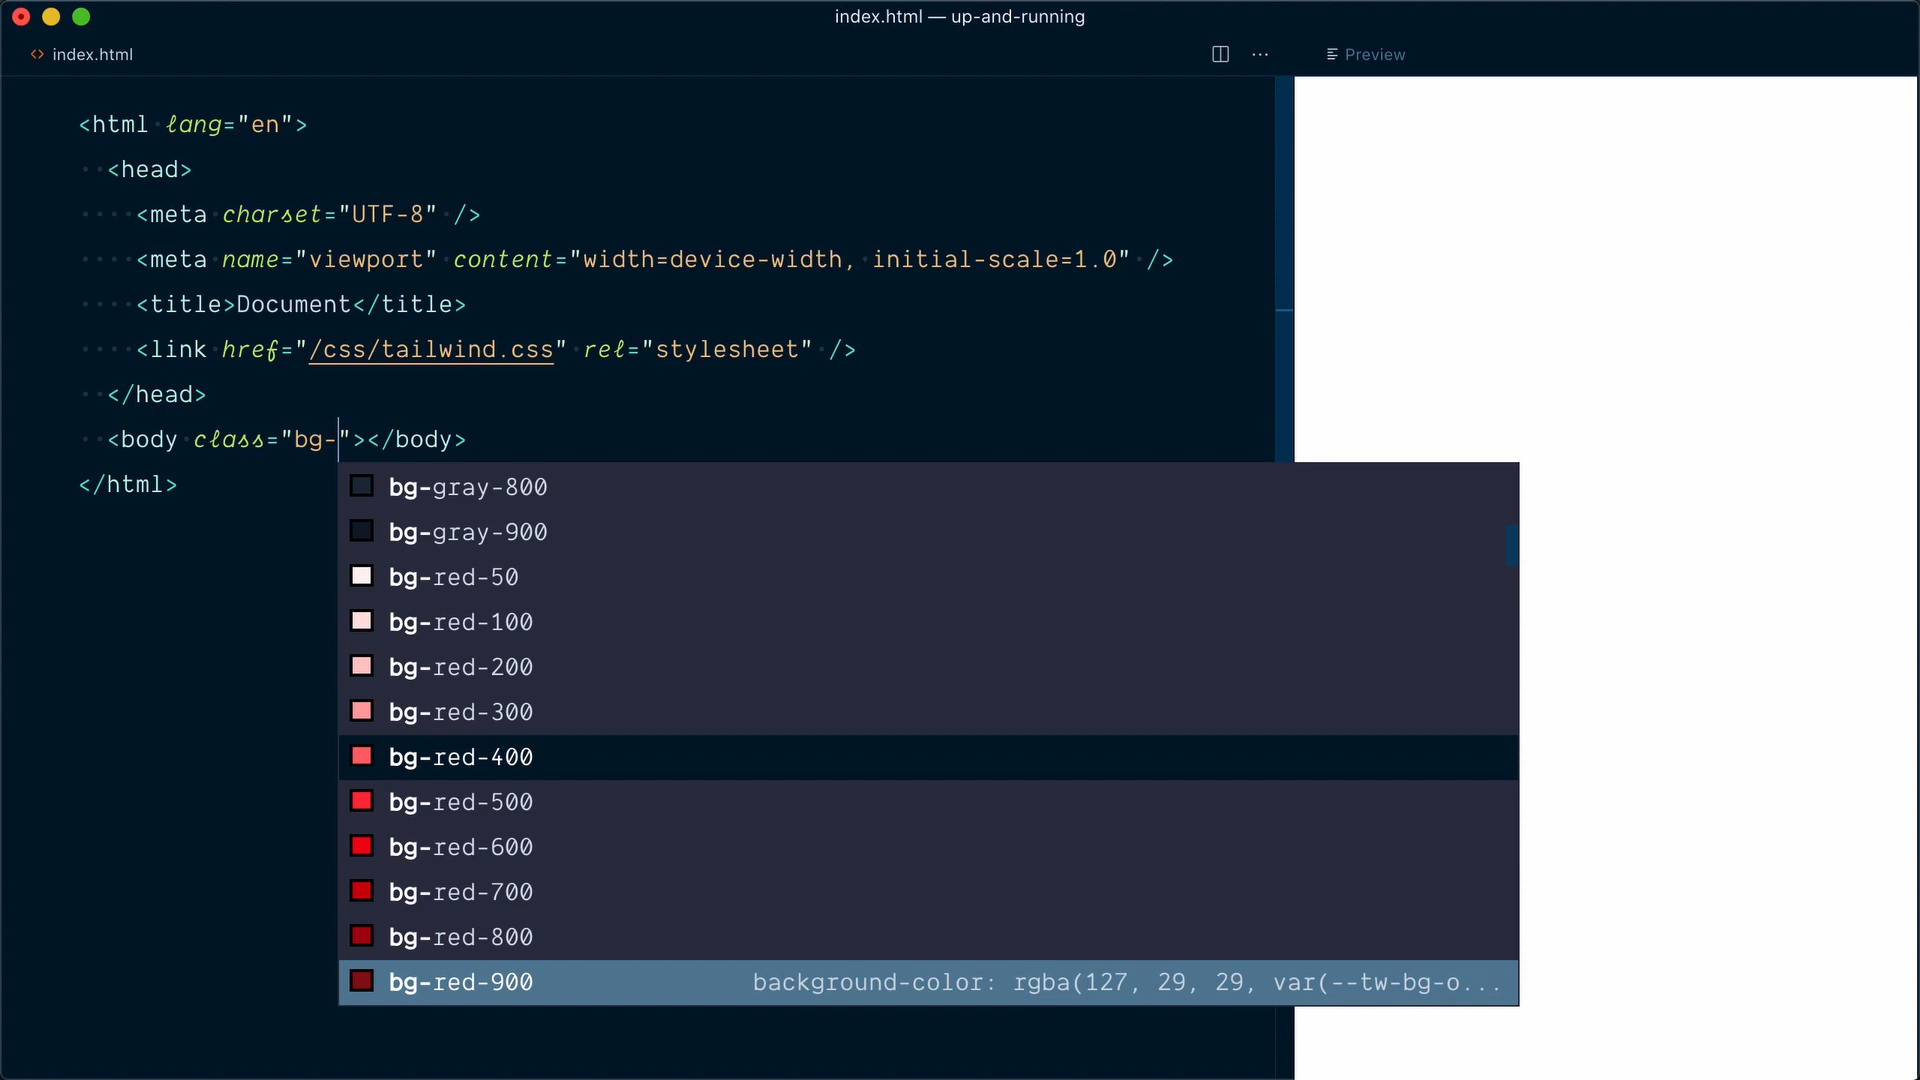 index.html — up-and-running
index.html
Preview
<html lang="en">
<head>
<meta charset="UTF-8" />
<meta name="viewport" content="width=device-width, initial-scale=1.0" />
<title>Document</title>
<link href="/css/tailwind.css" rel="stylesheet" />
</head>
<body class="bg-"></body>
</html>
bg-gray-800
bg-gray-900
bg-red-50
bg-red-100
bg-red-200
bg-red-300
bg-red-400
bg-red-500
bg-red-600
bg-red-700
bg-red-800
bg-red-900 background-color: rgba(127, 29, 29, var(--tw-bg-o...